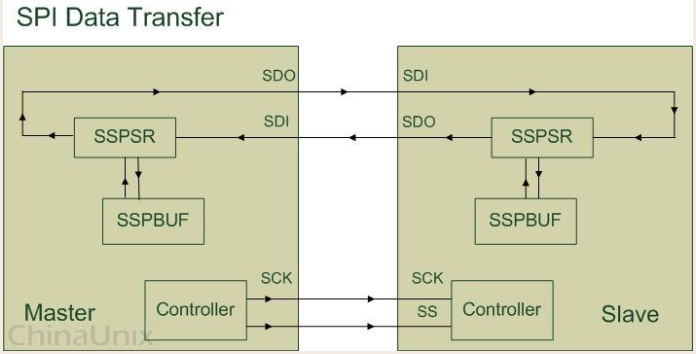 SPI Data Transfer
SDO SDI
SDI SDO
SSPSR SSPSR
SSPBUF SSPBUF
SCK SCK
Master Controller SS Controller Slave
ChinaUnix